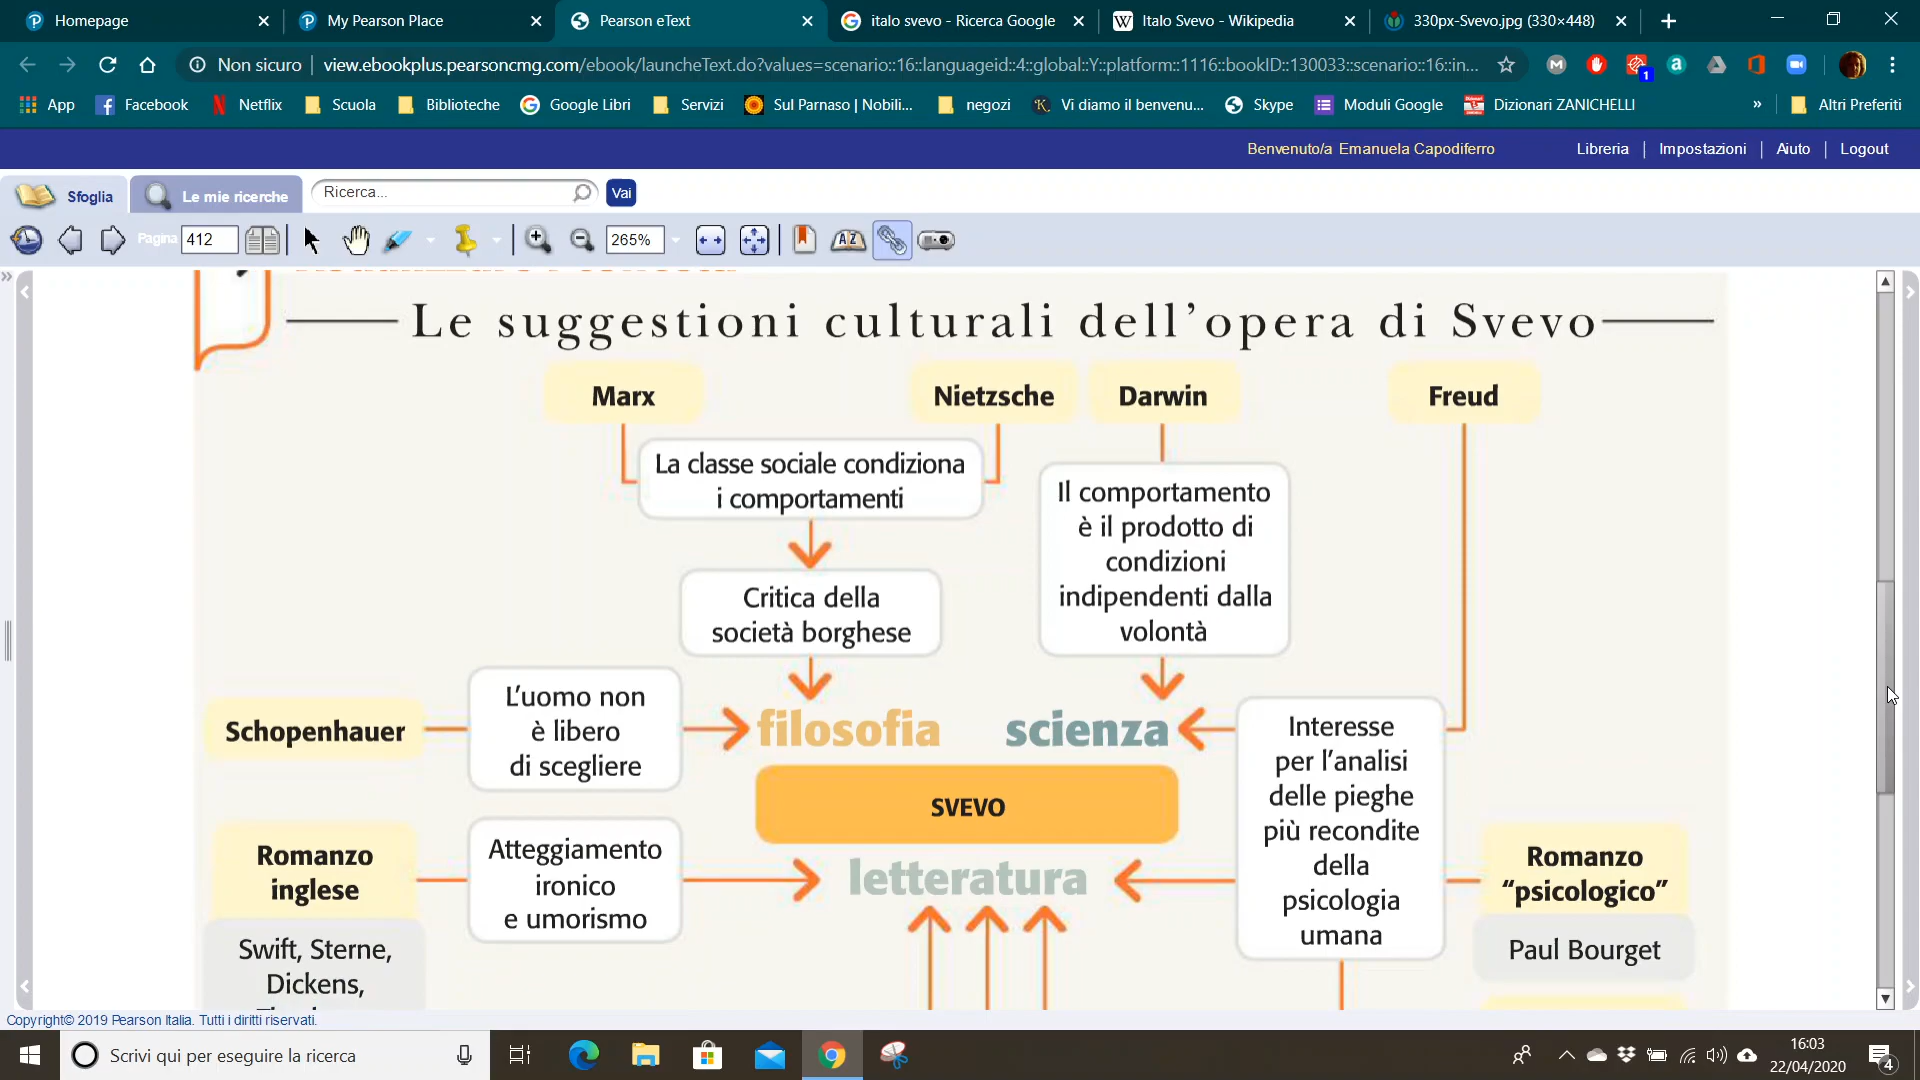 Homepage
My Pearson Place
Pearson eText
italo svevo - Ricerca Google
Italo Svevo - Wikipedia
330px-Svevo.jpg (330×448)
Non sicuro
view.ebookplus.pearsoncmg.com/ebook/launcheText.do?values=scenario::16::languageid::4::global::Y::platform::1116::bookID::130033::scenario::16::in...
1
App
Facebook
Netflix
Scuola
Biblioteche
Google Libri
Servizi
Sul Parnaso | Nobili...
negozi
Vi diamo il benvenu...
Skype
Moduli Google
Dizionari ZANICHELLI
»
Altri Preferiti
Benvenuto/a Emanuela Capodiferro
Libreria | Impostazioni | Aiuto | Logout
Sfoglia
Le mie ricerche
Ricerca...
Vai
Pagina 412
265%
Le suggestioni culturali dell'opera di Svevo
Marx
Nietzsche
Darwin
Freud
La classe sociale condiziona
i comportamenti
Il comportamento
è il prodotto di
condizioni
indipendenti dalla
volontà
Critica della
società borghese
Schopenhauer
L'uomo non
è libero
di scegliere
filosofia
scienza
Interesse
per l'analisi
delle pieghe
più recondite
della
psicologia
umana
SVEVO
Romanzo
inglese
Atteggiamento
ironico
e umorismo
letteratura
Romanzo
“psicologico”
Swift, Sterne,
Dickens,
Paul Bourget
Copyright© 2019 Pearson Italia. Tutti i diritti riservati.
Scrivi qui per eseguire la ricerca
16:03
22/04/2020
4